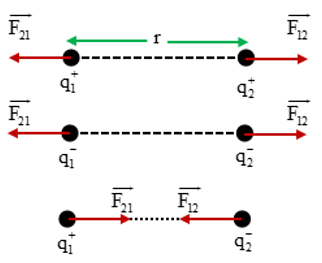 r
F₂₁ F₁₂
q₁⁺ q₂⁺
F₂₁ F₁₂
q₁⁻ q₂⁻
F₂₁ F₁₂
q₁⁺ q₂⁻